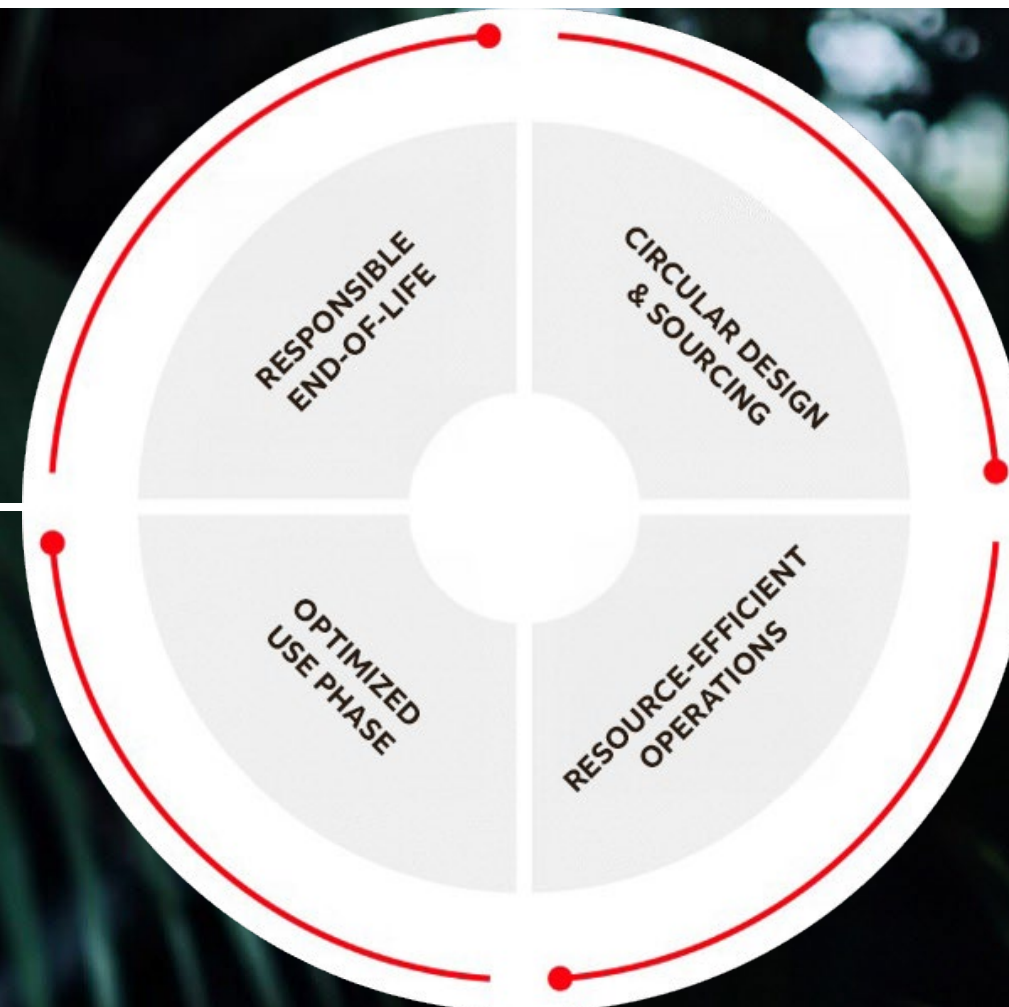 RESPONSIBLE
END-OF-LIFE
CIRCULAR DESIGN
& SOURCING
OPTIMIZED
USE PHASE
RESOURCE-EFFICIENT
OPERATIONS